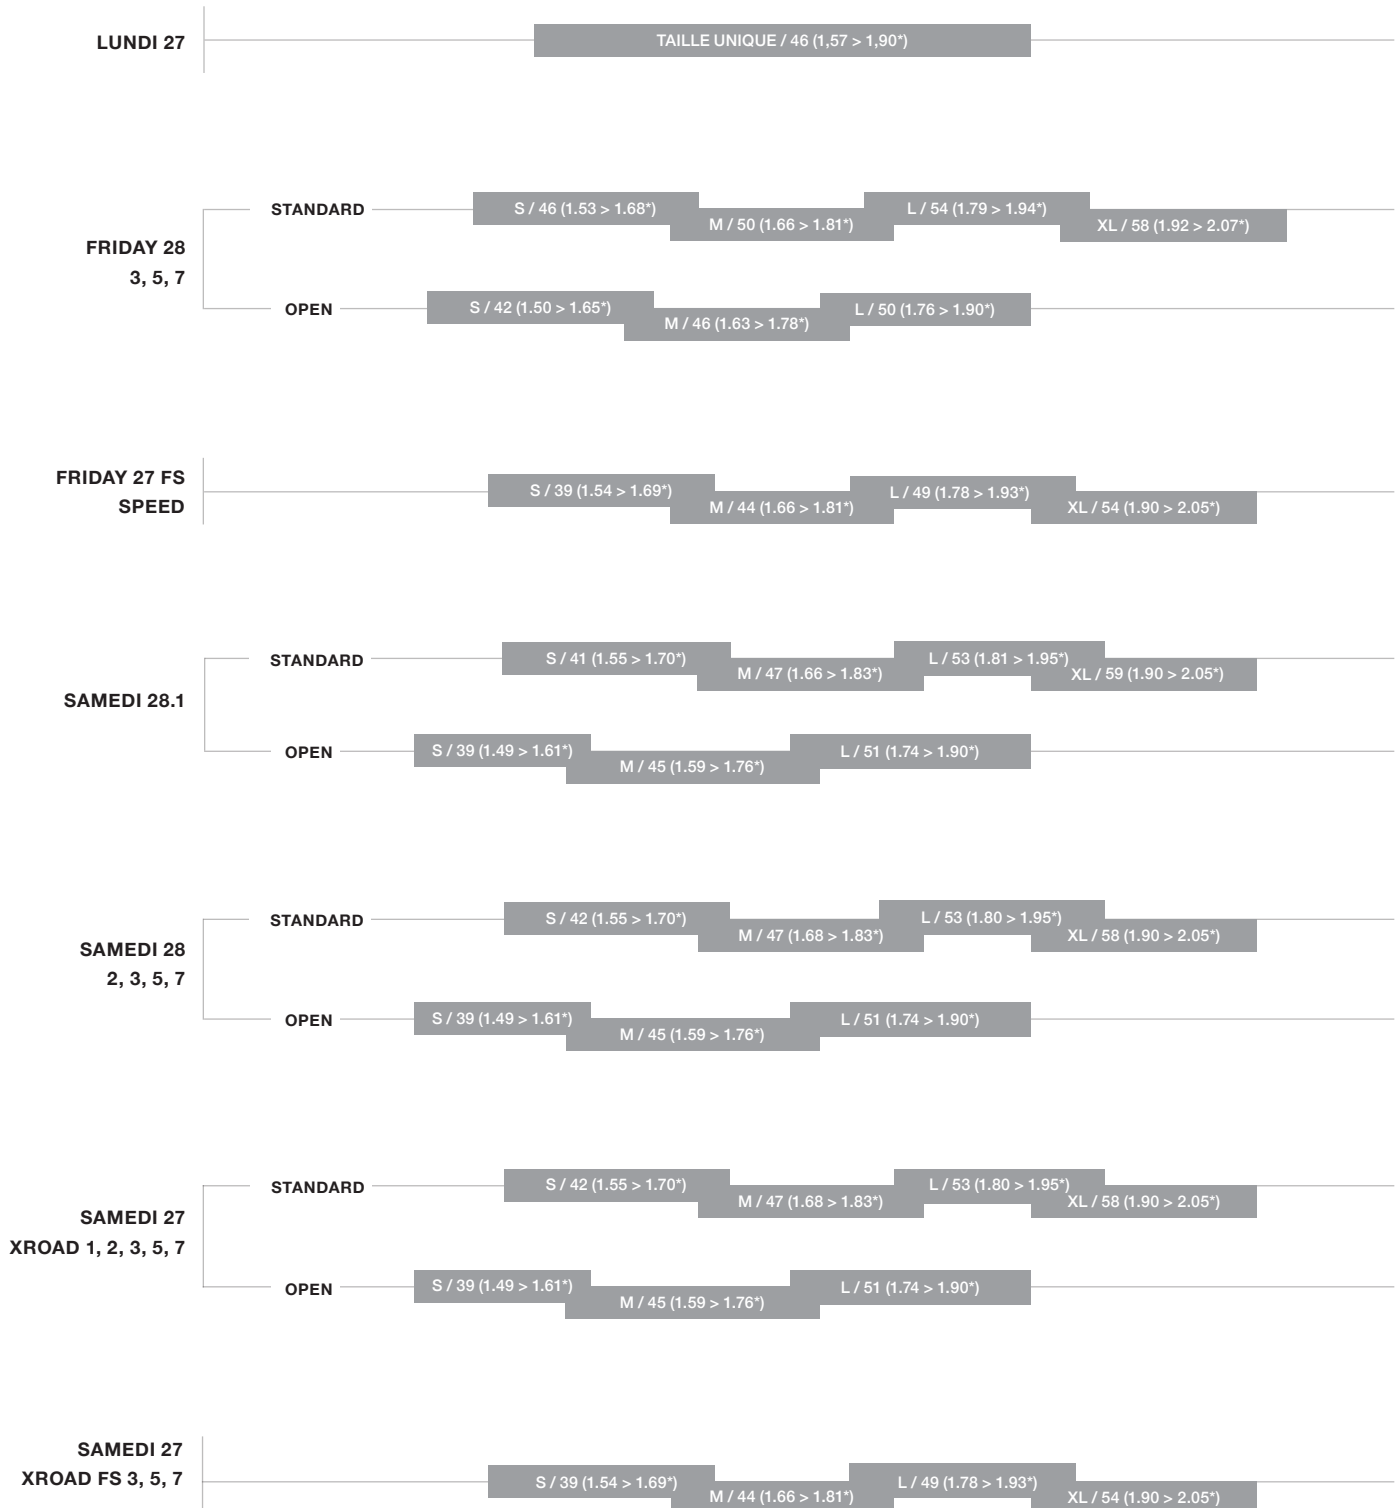 LUNDI 27
TAILLE UNIQUE / 46 (1,57 > 1,90*)
FRIDAY 28
3, 5, 7
STANDARD
S / 46 (1.53 > 1.68*)
M / 50 (1.66 > 1.81*)
L / 54 (1.79 > 1.94*)
XL / 58 (1.92 > 2.07*)
OPEN
S / 42 (1.50 > 1.65*)
M / 46 (1.63 > 1.78*)
L / 50 (1.76 > 1.90*)
FRIDAY 27 FS
SPEED
S / 39 (1.54 > 1.69*)
M / 44 (1.66 > 1.81*)
L / 49 (1.78 > 1.93*)
XL / 54 (1.90 > 2.05*)
SAMEDI 28.1
STANDARD
S / 41 (1.55 > 1.70*)
M / 47 (1.66 > 1.83*)
L / 53 (1.81 > 1.95*)
XL / 59 (1.90 > 2.05*)
OPEN
S / 39 (1.49 > 1.61*)
M / 45 (1.59 > 1.76*)
L / 51 (1.74 > 1.90*)
SAMEDI 28
2, 3, 5, 7
STANDARD
S / 42 (1.55 > 1.70*)
M / 47 (1.68 > 1.83*)
L / 53 (1.80 > 1.95*)
XL / 58 (1.90 > 2.05*)
OPEN
S / 39 (1.49 > 1.61*)
M / 45 (1.59 > 1.76*)
L / 51 (1.74 > 1.90*)
SAMEDI 27
XROAD 1, 2, 3, 5, 7
STANDARD
S / 42 (1.55 > 1.70*)
M / 47 (1.68 > 1.83*)
L / 53 (1.80 > 1.95*)
XL / 58 (1.90 > 2.05*)
OPEN
S / 39 (1.49 > 1.61*)
M / 45 (1.59 > 1.76*)
L / 51 (1.74 > 1.90*)
SAMEDI 27
XROAD FS 3, 5, 7
S / 39 (1.54 > 1.69*)
M / 44 (1.66 > 1.81*)
L / 49 (1.78 > 1.93*)
XL / 54 (1.90 > 2.05*)